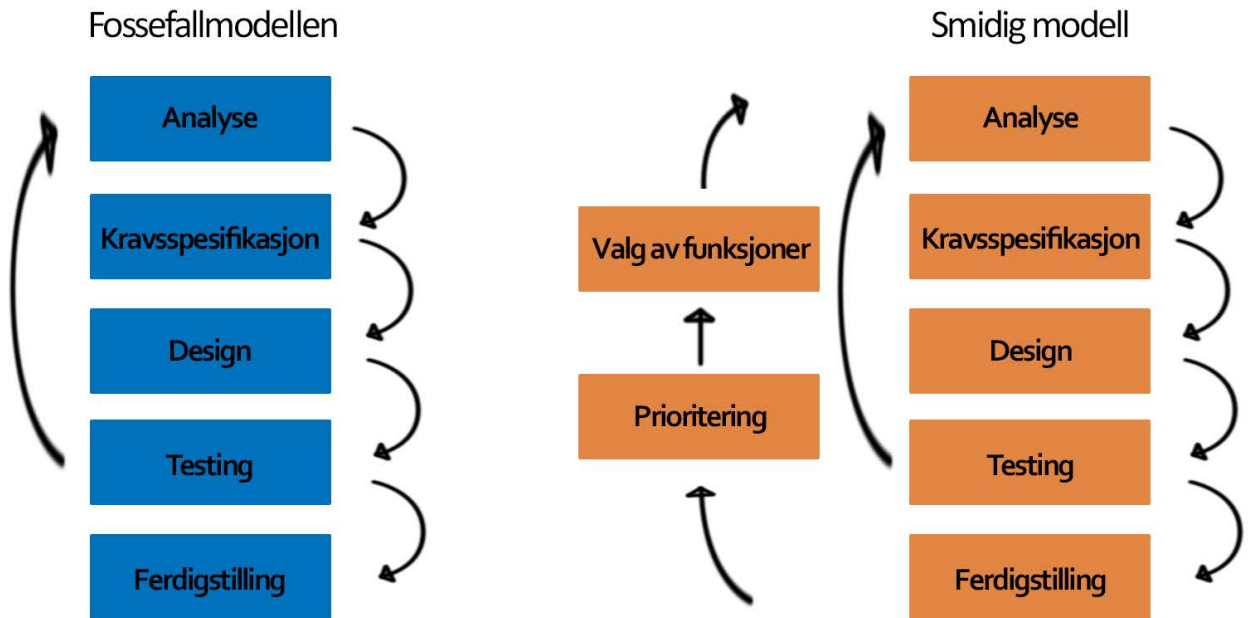 Fossefallmodellen
Analyse
Kravsspesifikasjon
Design
Testing
Ferdigstilling
Valg av funksjoner
Prioritering
Smidig modell
Analyse
Kravsspesifikasjon
Design
Testing
Ferdigstilling